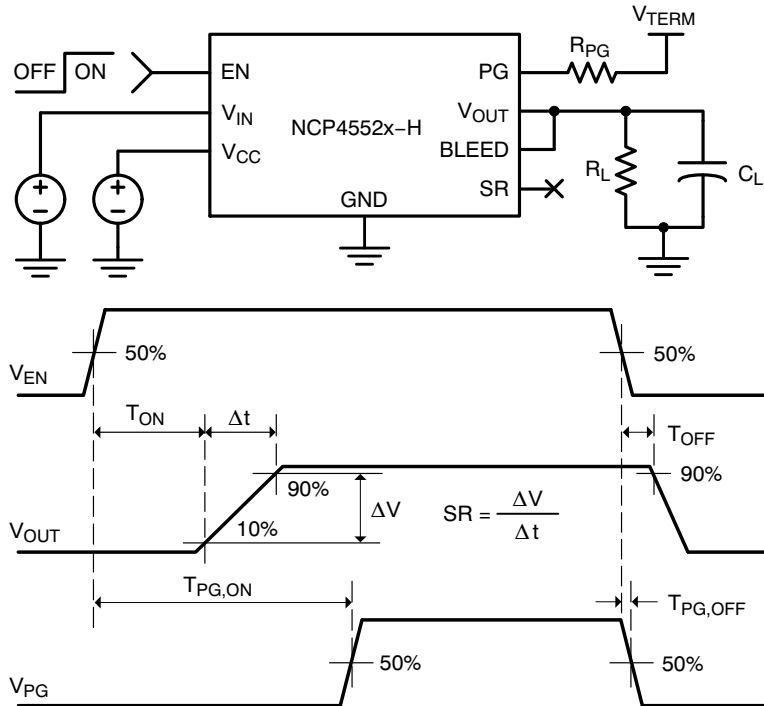 V_TERM
R_PG
OFF ON
EN
PG
V_IN
V_OUT
NCP4552x−H
BLEED
V_CC
R_L
C_L
SR
GND
+
−
+
−
50%
50%
V_EN
T_ON
Δt
T_OFF
90%
90%
ΔV
SR = ΔV / Δt
10%
V_OUT
T_PG,ON
T_PG,OFF
50%
50%
V_PG